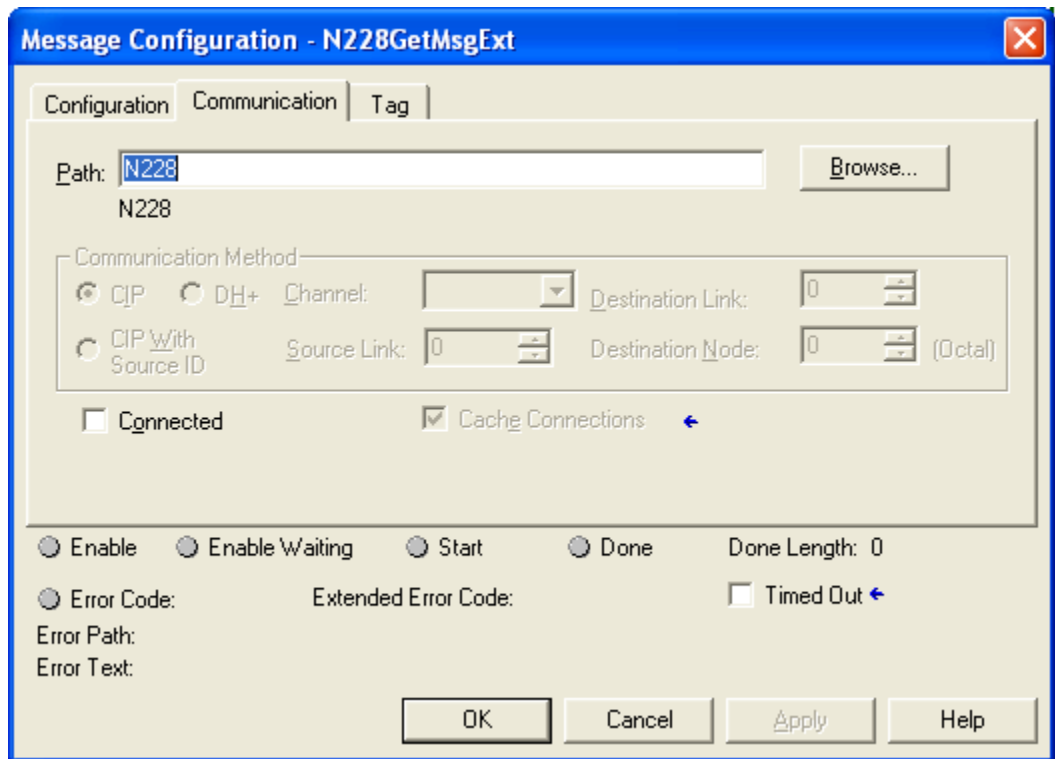 Message Configuration - N228GetMsgExt
Configuration Communication Tag
Path: N228 Browse...
N228
Communication Method
CIP DH+ Channel: Destination Link: 0
CIP With
Source ID Source Link: 0 Destination Node: 0 (Octal)
Connected Cache Connections
Enable Enable Waiting Start Done Done Length: 0
Error Code: Extended Error Code: Timed Out
Error Path:
Error Text:
OK Cancel Apply Help